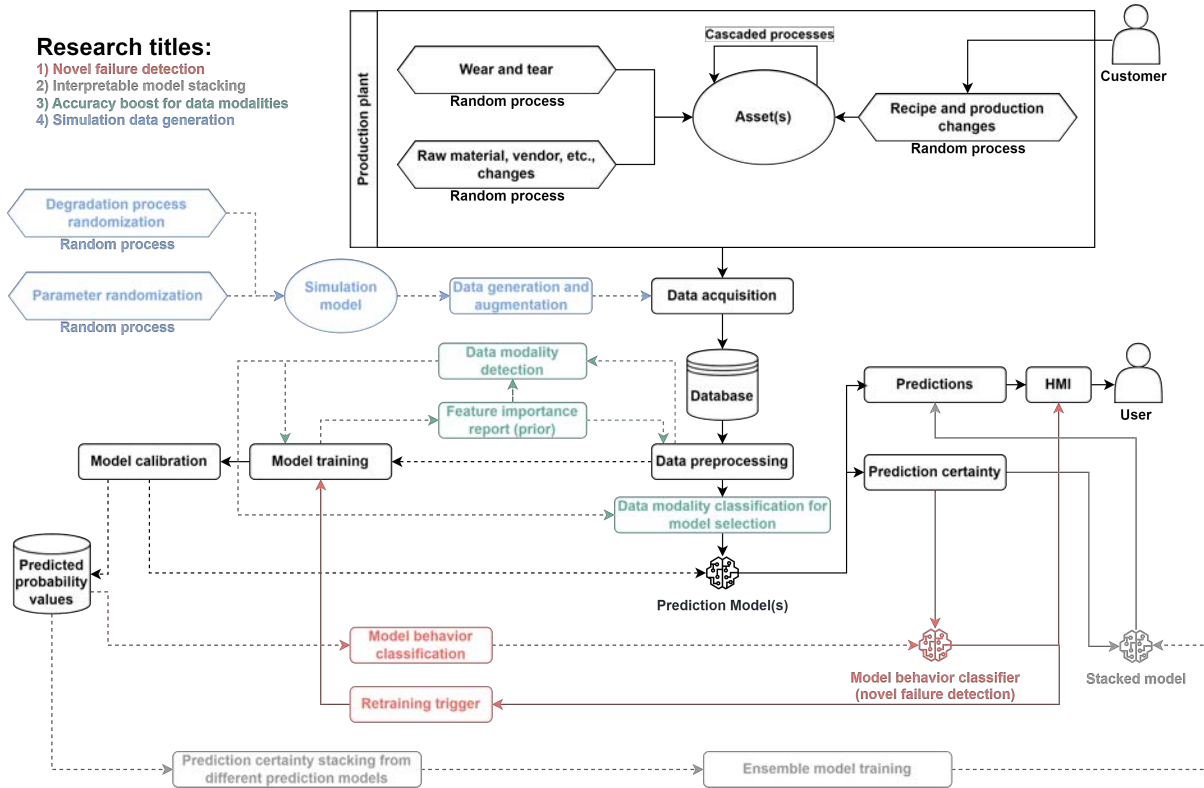 Research titles:
1) Novel failure detection
2) Interpretable model stacking
3) Accuracy boost for data modalities
4) Simulation data generation
Production plant
Cascaded processes
Wear and tear
Random process
Asset(s)
Raw material, vendor, etc.,
changes
Random process
Recipe and production
changes
Random process
Customer
Degradation process
randomization
Random process
Parameter randomization
Random process
Simulation
model
Data generation and
augmentation
Data acquisition
Data modality
detection
Database
Feature importance
report (prior)
Predictions
HMI
User
Model calibration
Model training
Data preprocessing
Prediction certainty
Data modality classification for
model selection
Predicted
probability
values
Prediction Model(s)
Model behavior
classification
Model behavior classifier
(novel failure detection)
Stacked model
Retraining trigger
Prediction certainty stacking from
different prediction models
Ensemble model training